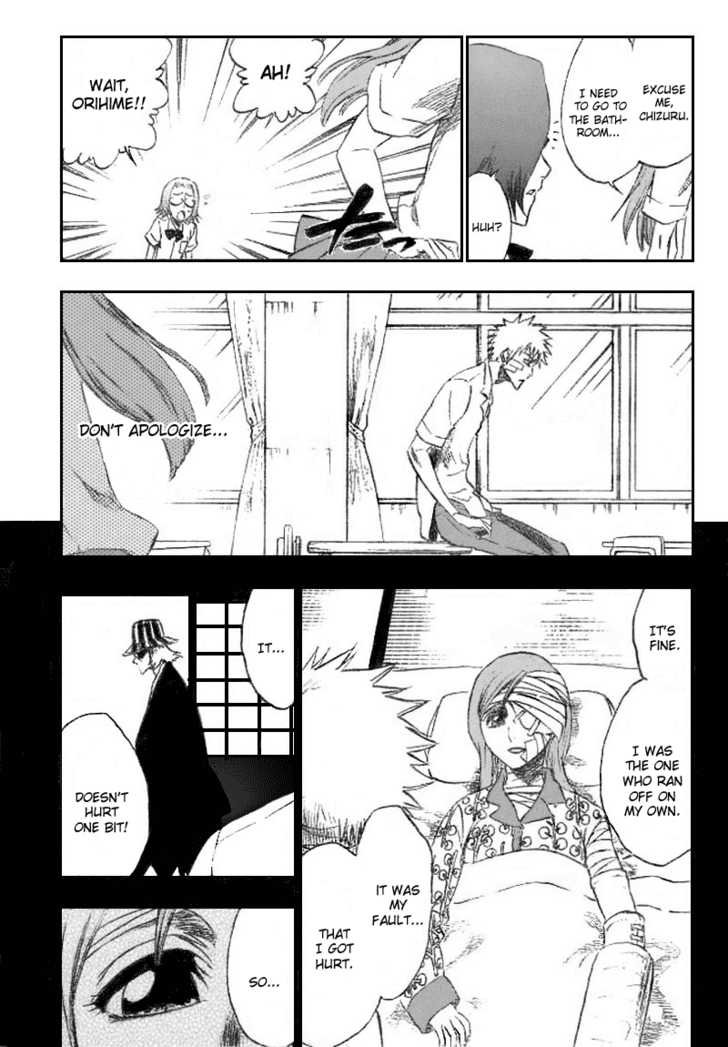 EXCUSE
ME,
CHIZURU.
I NEED
TO GO TO
THE BATH-
ROOM...
HUH?
AH!
WAIT,
ORIHIME!!
DON'T APOLOGIZE...
IT'S
FINE.
I WAS
THE ONE
WHO RAN
OFF ON
MY OWN.
IT WAS
MY
FAULT...
THAT
I GOT
HURT.
IT...
DOESN'T
HURT
ONE BIT!
SO...